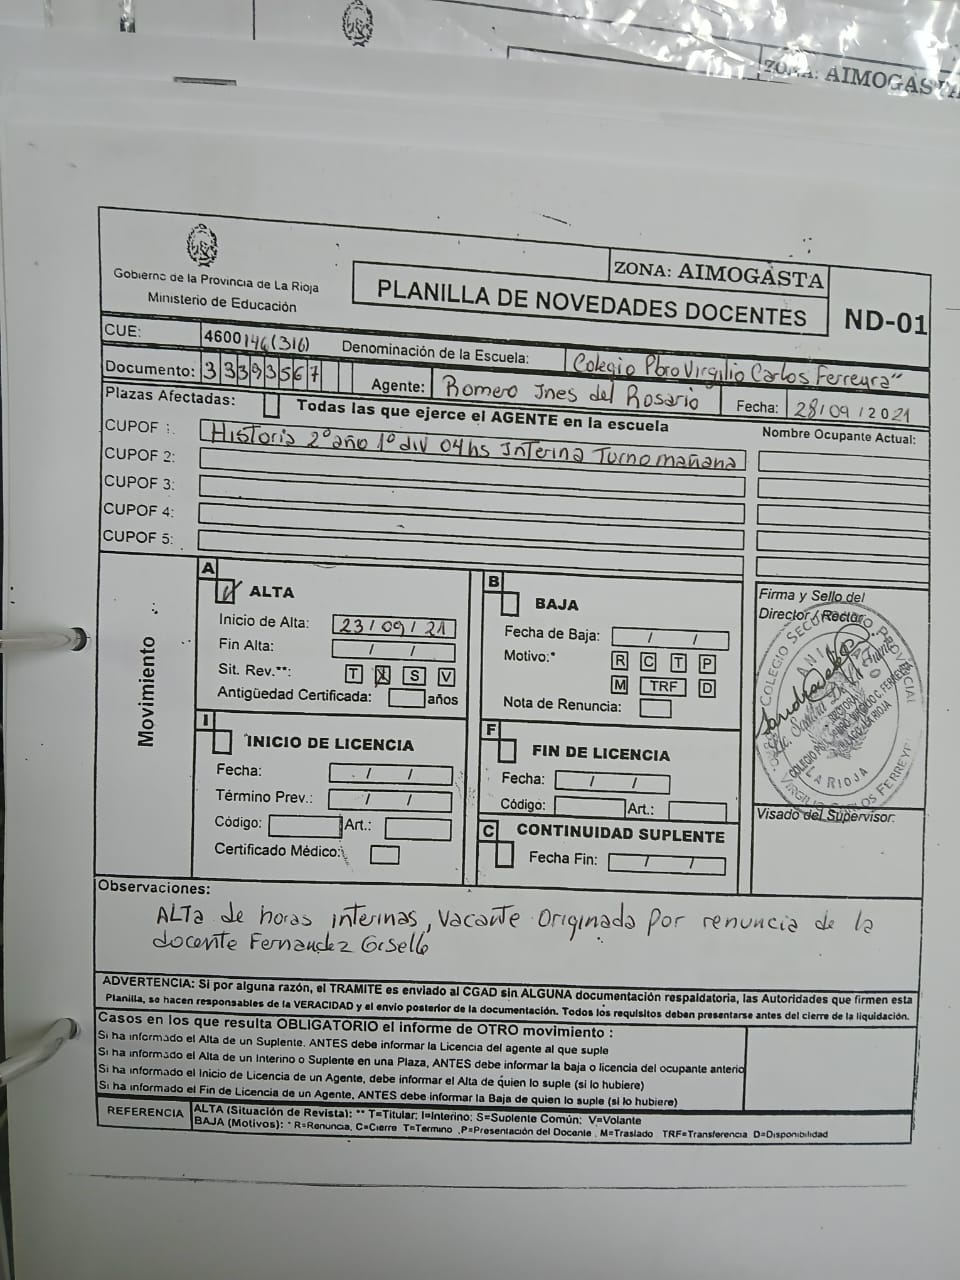 ZONA: AIMOGASTA
ZONA: AIMOGASTA
Gobierno de la Provincia de La Rioja
Ministerio de Educación
PLANILLA DE NOVEDADES DOCENTES
ND-01
CUE: 4600146(316) Denominación de la Escuela: Colegio Pbro Virgilio Carlos Ferreyra"
Documento: 33393567 Agente: Romero Ines del Rosario Fecha: 28/09/2021
Plazas Afectadas: Todas las que ejerce el AGENTE en la escuela Nombre Ocupante Actual:
CUPOF 1: Historia 2º año 1º div 04hs Interina Turno mañana
CUPOF 2:
CUPOF 3:
CUPOF 4:
CUPOF 5:
Movimiento
A ALTA
Inicio de Alta: 23/09/21
Fin Alta: / /
Sit. Rev.**: T X S V
Antigüedad Certificada: años
B BAJA
Fecha de Baja: / /
Motivo:* R C T P
M TRF D
Nota de Renuncia:
Firma y Sello del
Director / Rector
COLEGIO SECUNDARIO PROVINCIAL
LA RIOJA
I INICIO DE LICENCIA
Fecha: / /
Término Prev.: / /
Código: Art.:
Certificado Médico:
F FIN DE LICENCIA
Fecha: / /
Código: Art.:
C CONTINUIDAD SUPLENTE
Fecha Fin: / /
Visado del Supervisor:
Observaciones:
ALTa de horas interinas, Vacante Originada por renuncia de la
docente Fernandez Giselle
ADVERTENCIA: Si por alguna razón, el TRAMITE es enviado al CGAD sin ALGUNA documentación respaldatoria, las Autoridades que firmen esta
Planilla, se hacen responsables de la VERACIDAD y el envio posterior de la documentación. Todos los requisitos deben presentarse antes del cierre de la liquidación.
Casos en los que resulta OBLIGATORIO el informe de OTRO movimiento :
Si ha informado el Alta de un Suplente. ANTES debe informar la Licencia del agente al que suple
Si ha informado el Alta de un Interino o Suplente en una Plaza, ANTES debe informar la baja o licencia del ocupante anterior
Si ha informado el Inicio de Licencia de un Agente, debe informar el Alta de quien lo suple (si lo hubiere)
Si ha informado el Fin de Licencia de un Agente, ANTES debe informar la Baja de quien lo suple (si lo hubiere)
REFERENCIA ALTA (Situación de Revista): ** T=Titular; I=Interino; S=Suplente Común; V=Volante
BAJA (Motivos): * R=Renuncia, C=Cierre T=Termino ,P=Presentación del Docente , M=Traslado TRF=Transferencia D=Disponibilidad